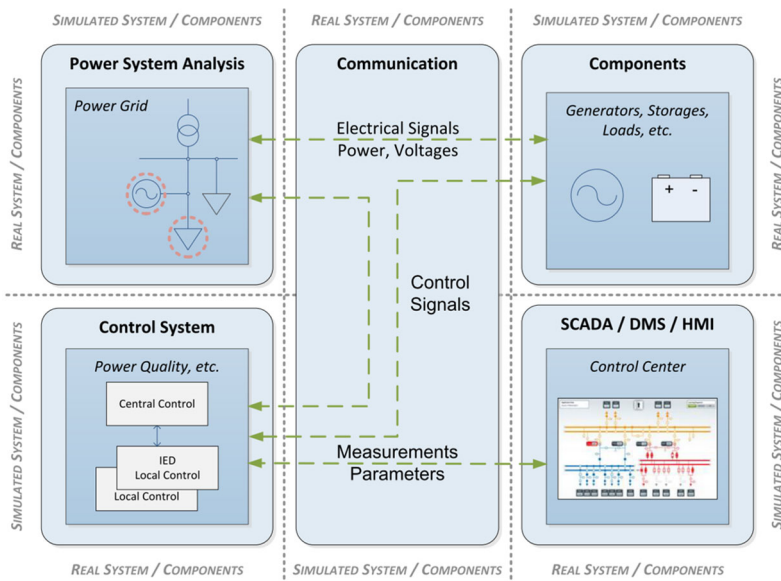 SIMULATED SYSTEM / COMPONENTS
REAL SYSTEM / COMPONENTS
SIMULATED SYSTEM / COMPONENTS
REAL SYSTEM / COMPONENTS
Power System Analysis
Power Grid
Communication
Electrical Signals
Power, Voltages
Control
Signals
Measurements
Parameters
Components
Generators, Storages,
Loads, etc.
+ -
REAL SYSTEM / COMPONENTS
SIMULATED SYSTEM / COMPONENTS
Control System
Power Quality, etc.
Central Control
IED
Local Control
Local Control
SCADA / DMS / HMI
Control Center
SIMULATED SYSTEM / COMPONENTS
REAL SYSTEM / COMPONENTS
SIMULATED SYSTEM / COMPONENTS
REAL SYSTEM / COMPONENTS